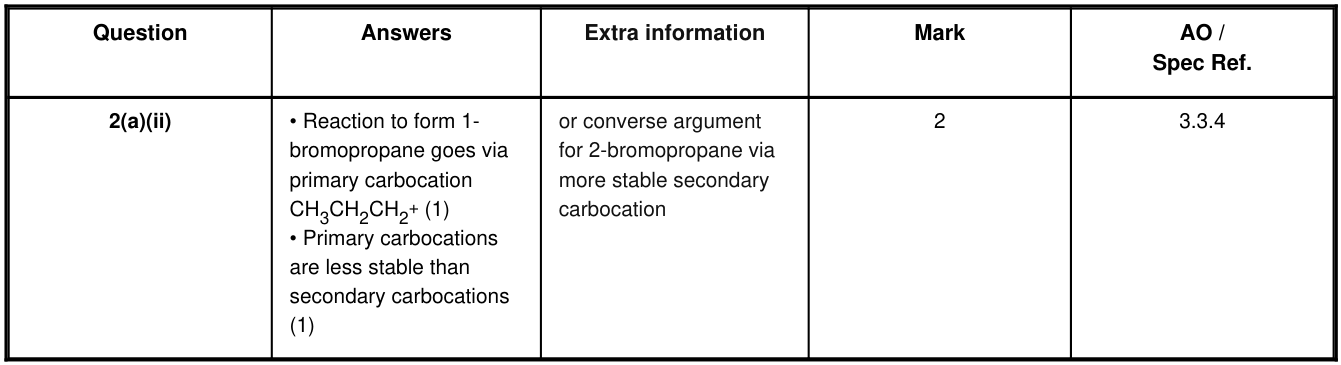 Question Answers Extra information Mark AO /
Spec Ref.
2(a)(ii) • Reaction to form 1- or converse argument 2 3.3.4
bromopropane goes via for 2-bromopropane via
primary carbocation more stable secondary
CH₃CH₂CH₂⁺ (1) carbocation
• Primary carbocations
are less stable than
secondary carbocations
(1)